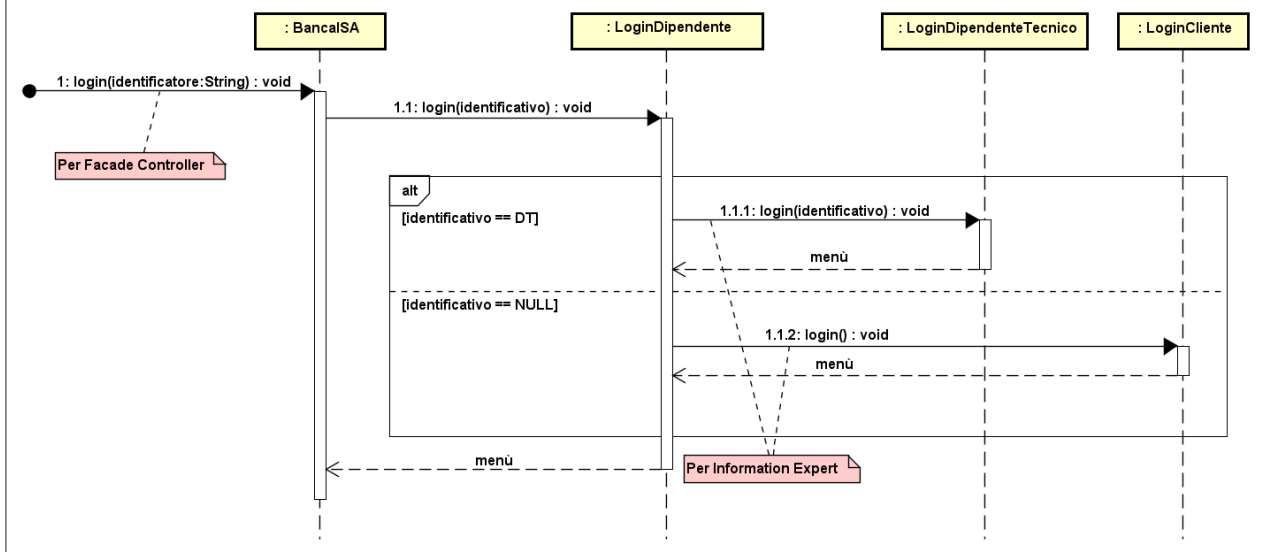 : BancaISA
: LoginDipendente
: LoginDipendenteTecnico
: LoginCliente
1: login(identificatore:String) : void
1.1: login(identificativo) : void
Per Facade Controller
alt
[identificativo == DT]
1.1.1: login(identificativo) : void
menù
[identificativo == NULL]
1.1.2: login() : void
menù
menù
Per Information Expert